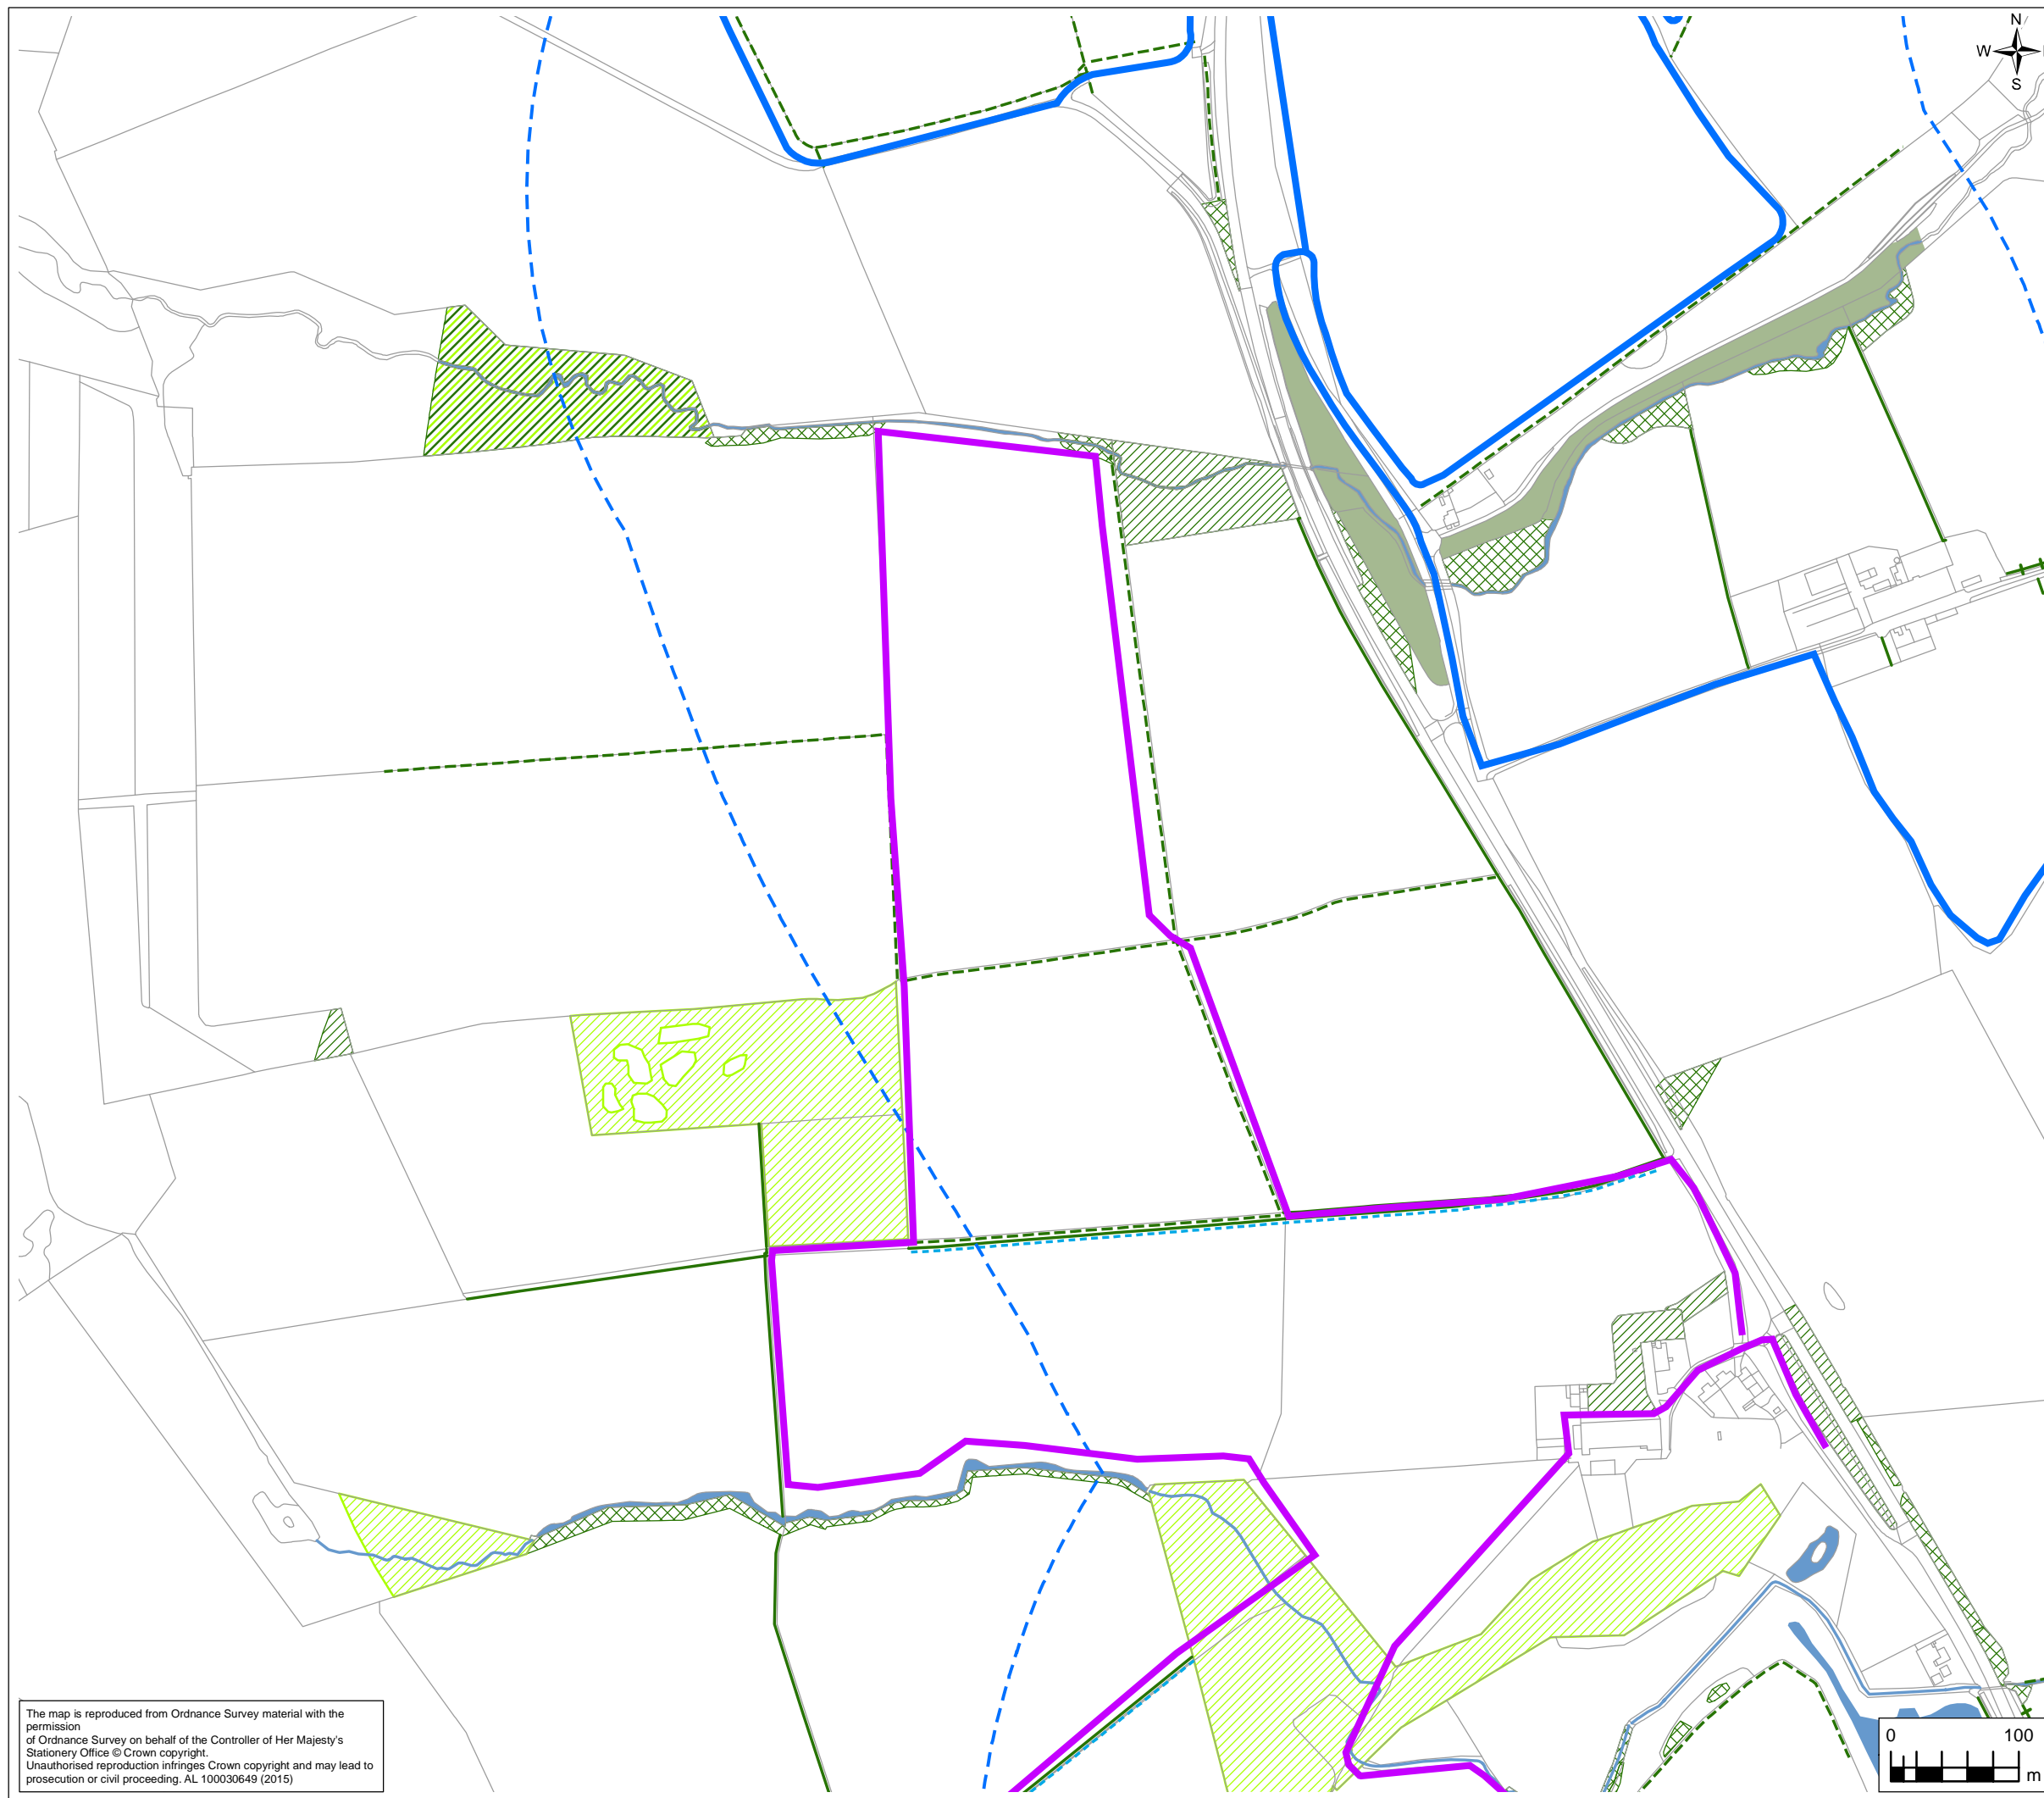 N
W
S
The map is reproduced from Ordnance Survey material with the
permission
of Ordnance Survey on behalf of the Controller of Her Majesty's
Stationery Office © Crown copyright.
Unauthorised reproduction infringes Crown copyright and may lead to
prosecution or civil proceeding. AL 100030649 (2015)
0 100
m